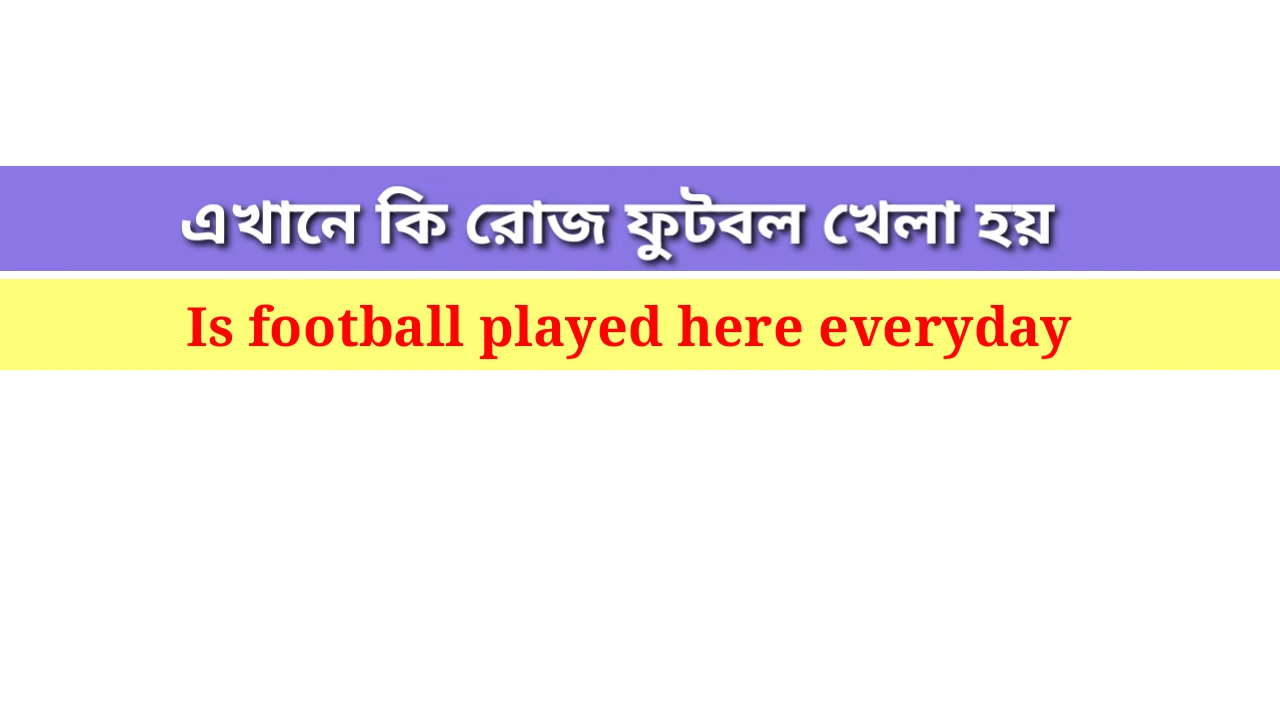 এখানে কি রোজ ফুটবল খেলা হয়
Is football played here everyday